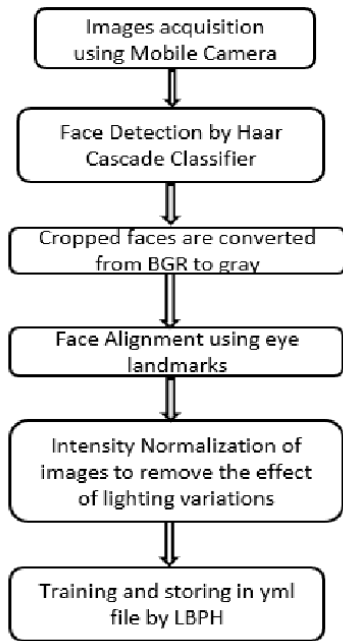 Images acquisition
using Mobile Camera
Face Detection by Haar
Cascade Classifier
Cropped faces are converted
from BGR to gray
Face Alignment using eye
landmarks
Intensity Normalization of
images to remove the effect
of lighting variations
Training and storing in yml
file by LBPH